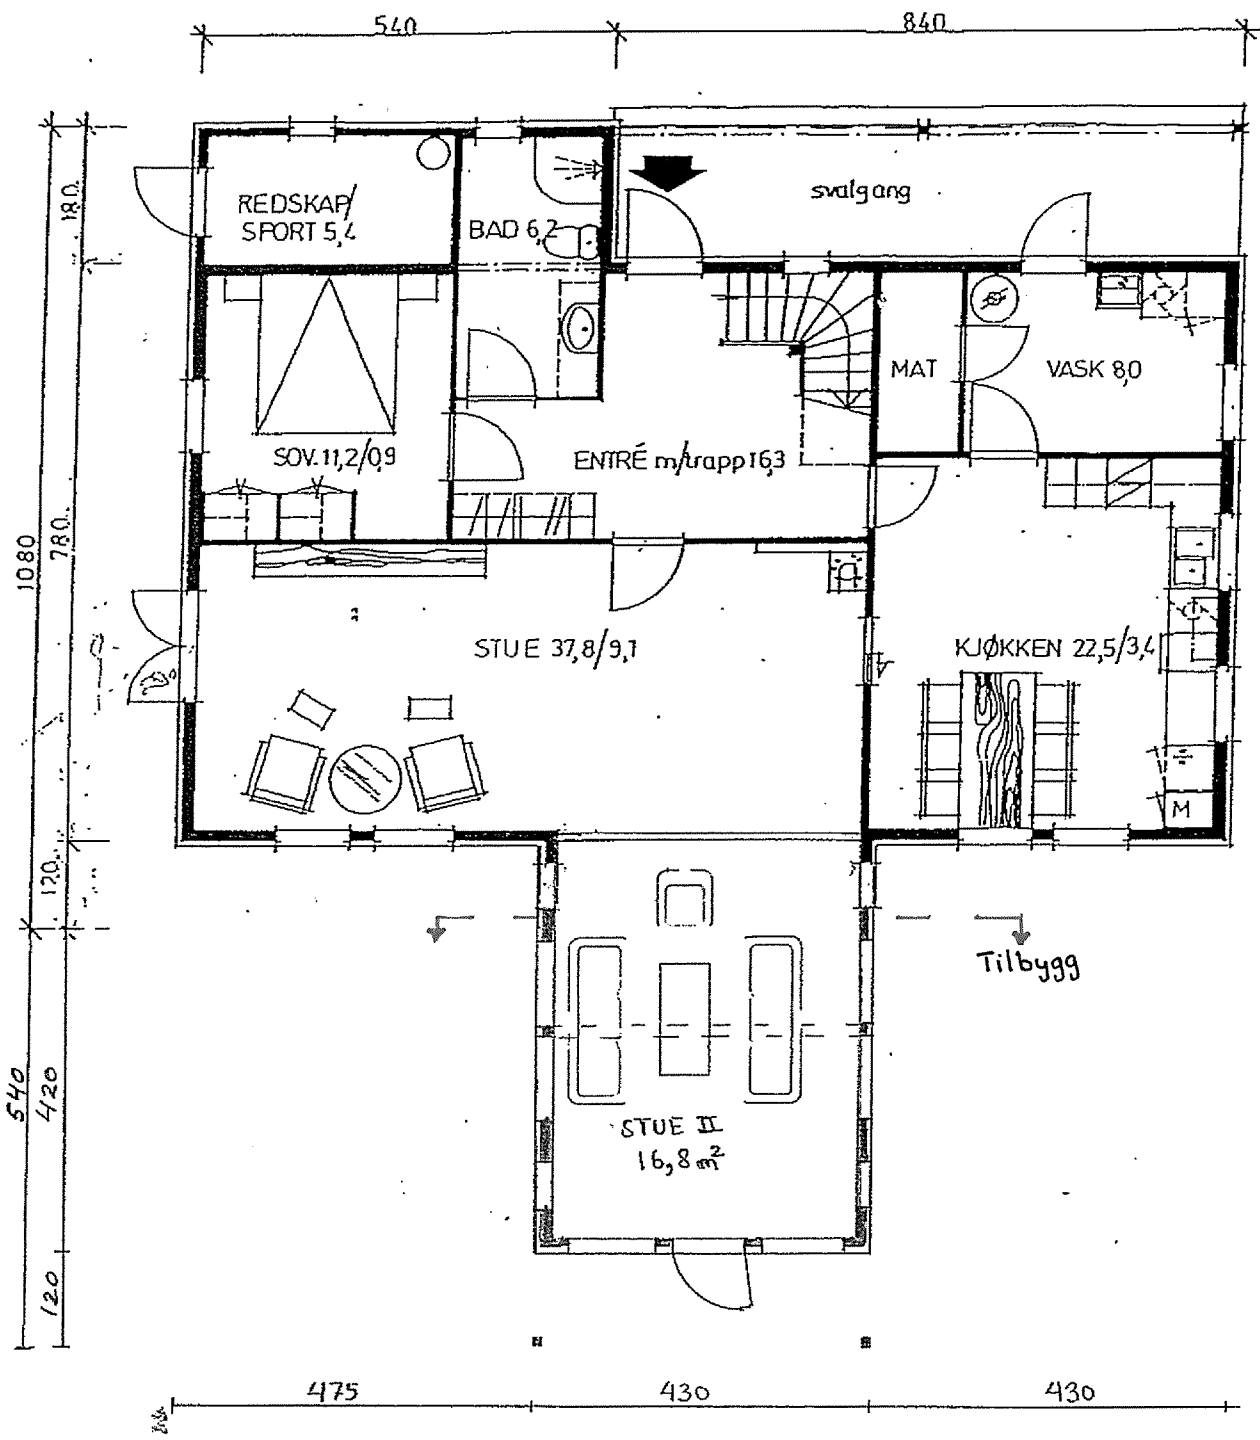 540
840
180.
REDSKAP/
SPORT 5,4
BAD 6,2
svalgang
MAT
VASK 8,0
SOV. 11,2/0,9
ENTRÉ m/trapp 16,3
1080
780.
STUE 37,8/9,1
KJØKKEN 22,5/3,4
M
120.
Tilbygg
540
420
STUE II
16,8 m²
120
475
430
430